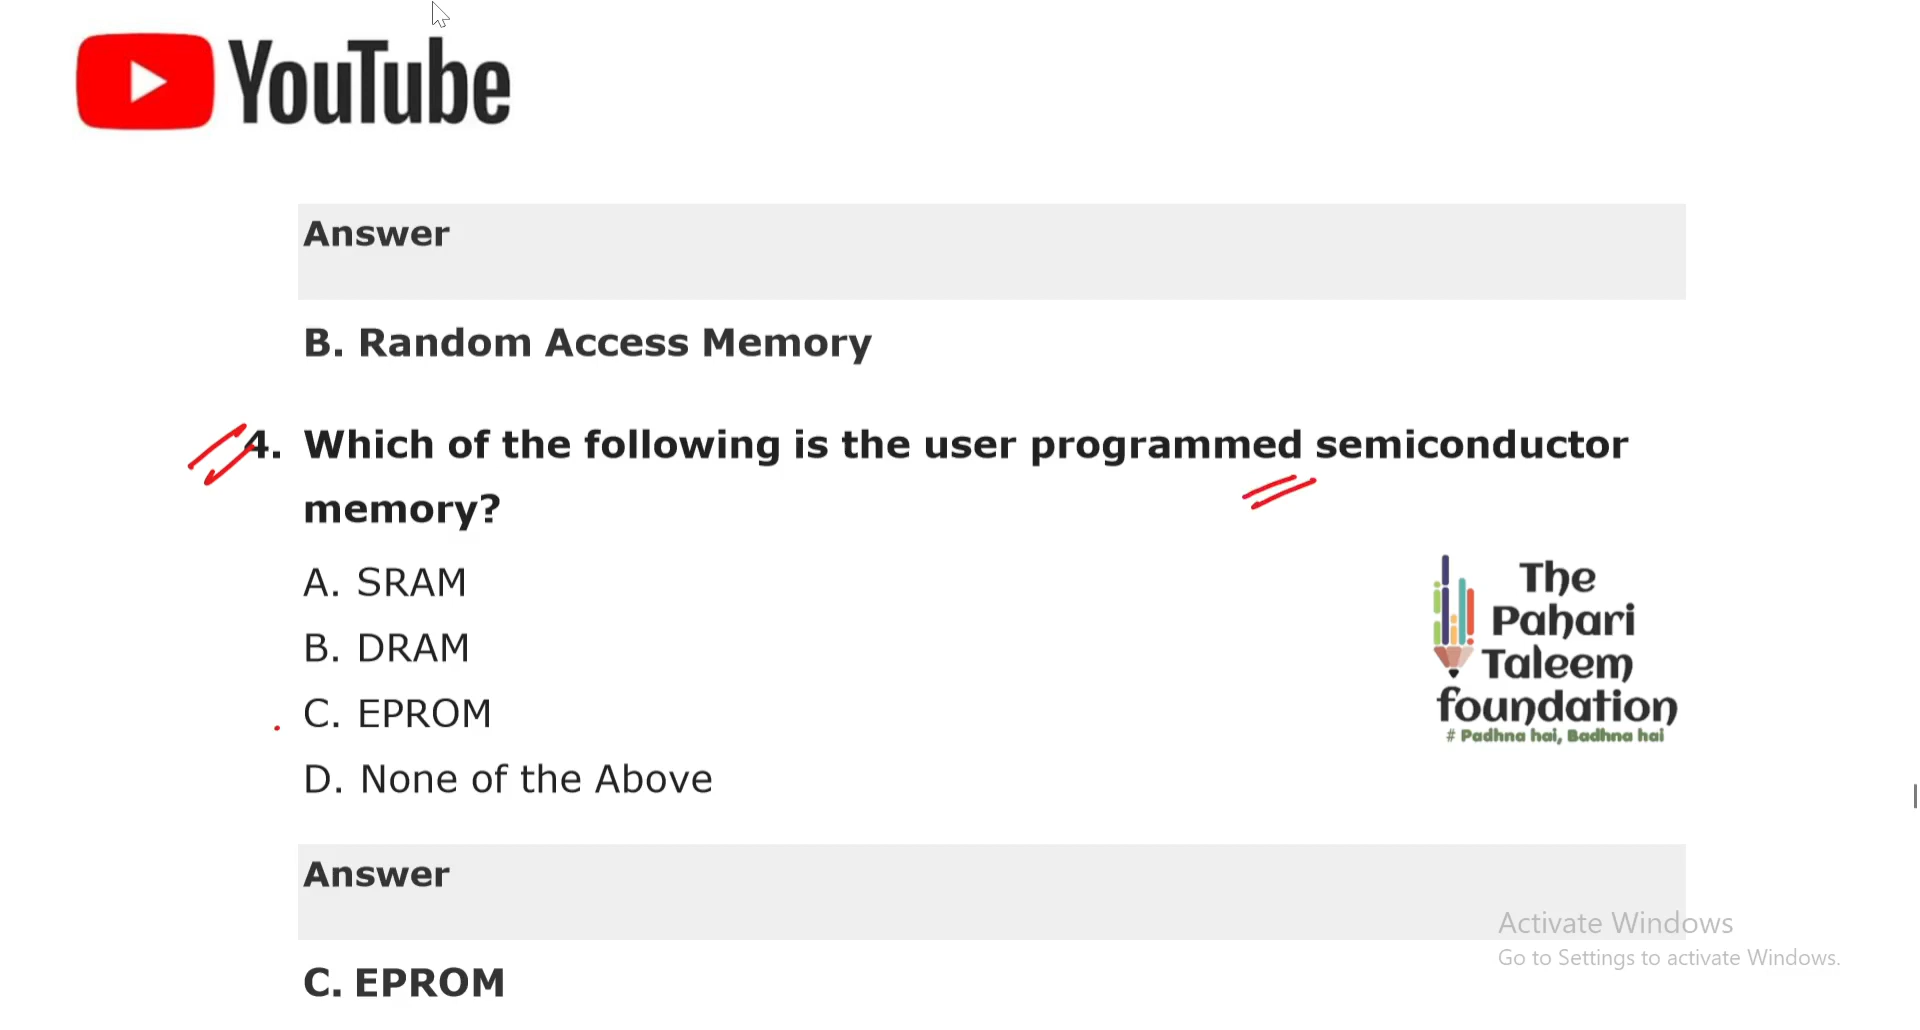 YouTube
Answer
B. Random Access Memory
4. Which of the following is the user programmed semiconductor
memory?
A. SRAM
B. DRAM
C. EPROM
D. None of the Above
The
Pahari
Taleem
foundation
# Padhna hai, Badhna hai
Answer
C. EPROM
Activate Windows
Go to Settings to activate Windows.